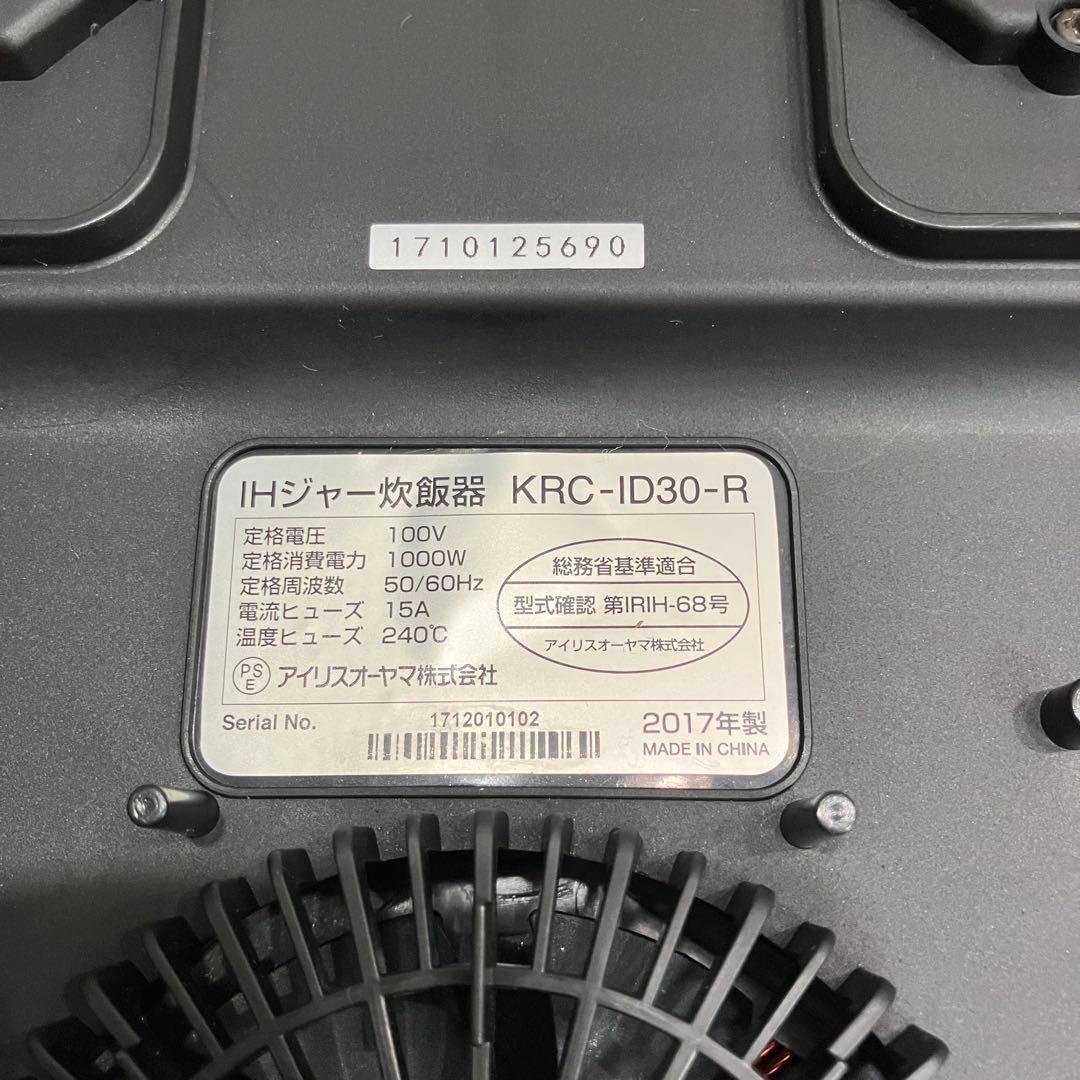 1710125690
IHジャー炊飯器 KRC-ID30-R
定格電圧 100V
定格消費電力 1000W
定格周波数 50/60Hz
電流ヒューズ 15A
温度ヒューズ 240℃
総務省基準適合
型式確認 第IRIH-68号
アイリスオーヤマ株式会社
PSE アイリスオーヤマ株式会社
Serial No. 1712010102
2017年製
MADE IN CHINA